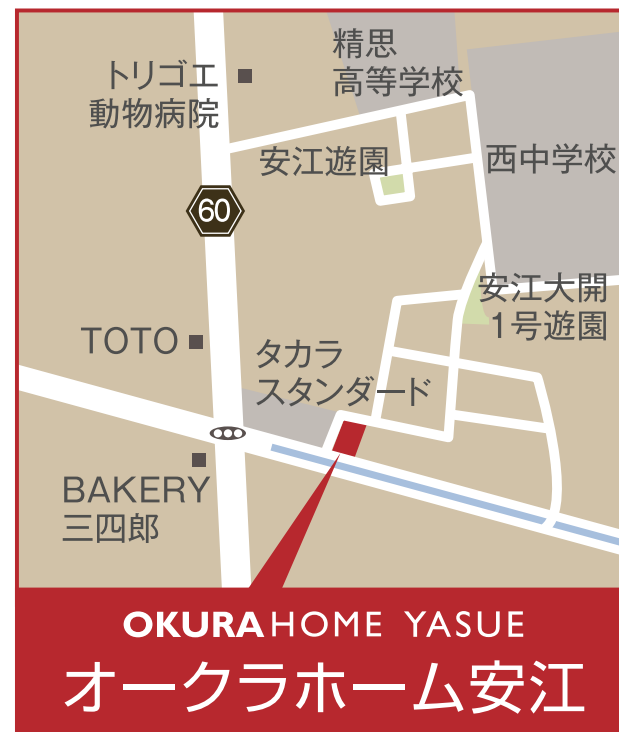 精思
高等学校
トリゴエ
動物病院
安江遊園
西中学校
60
安江大開
1号遊園
TOTO
タカラ
スタンダード
BAKERY
三四郎
OKURA HOME YASUE
オークラホーム安江